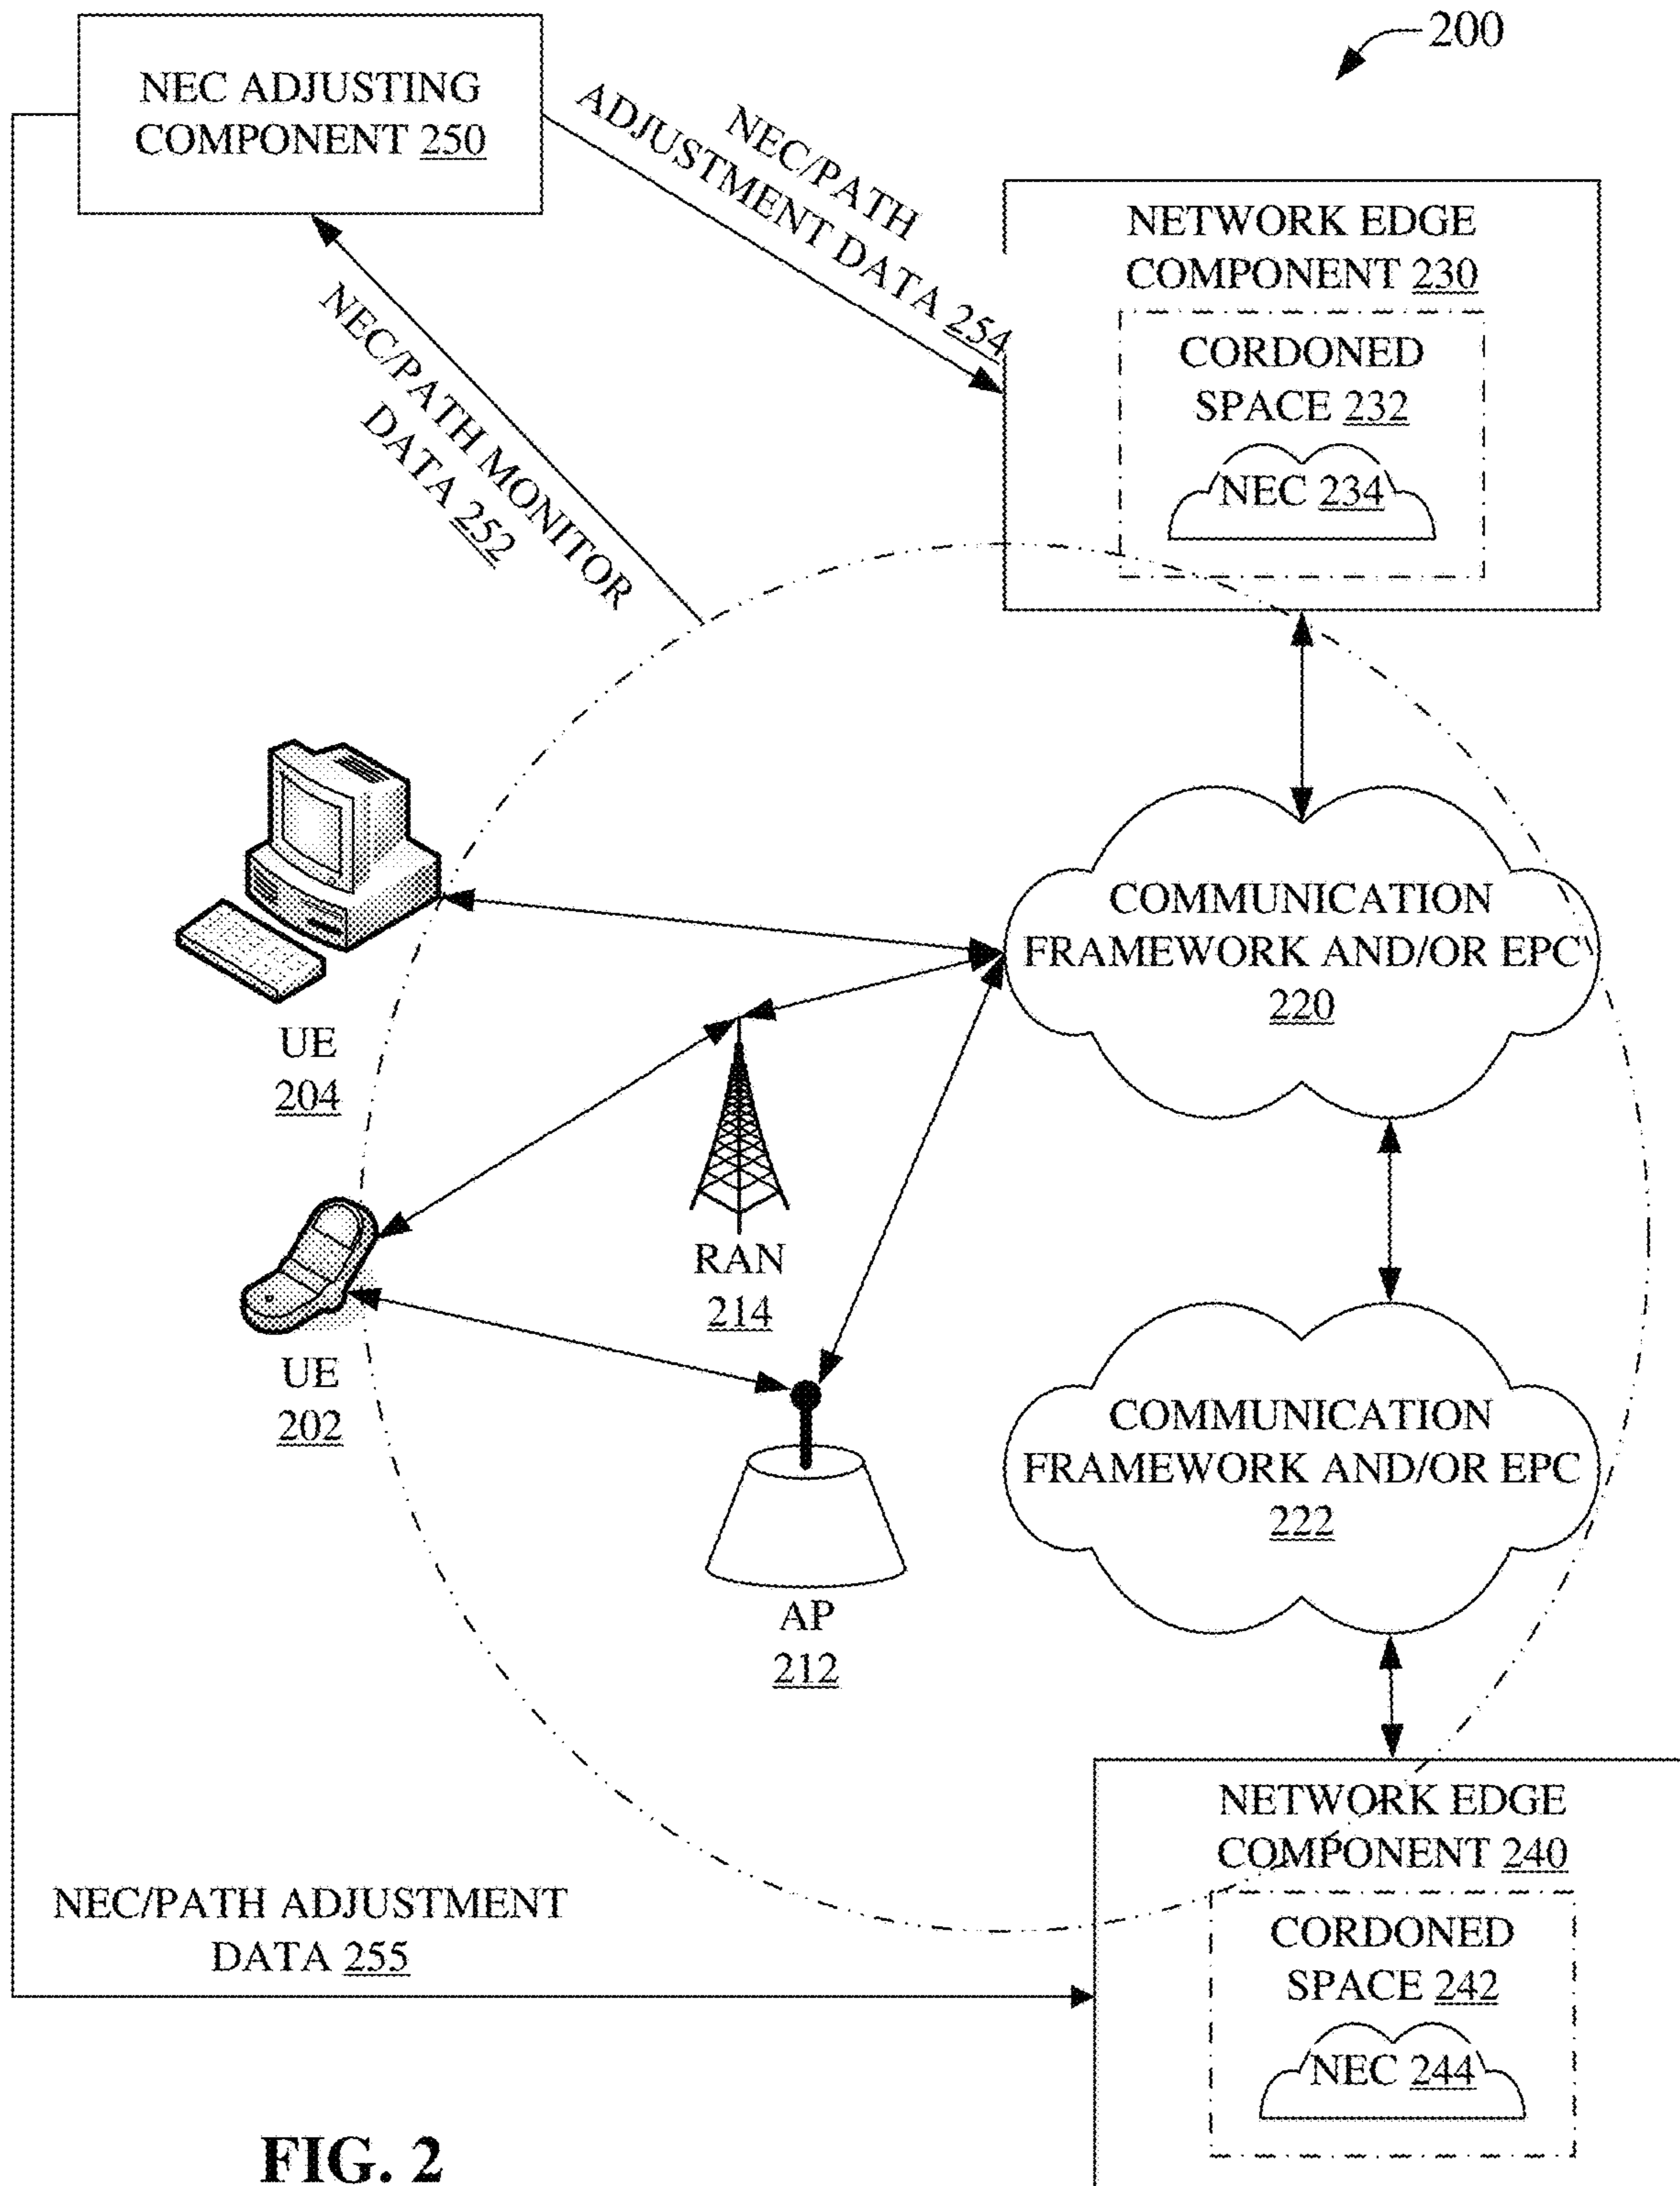 200
NEC ADJUSTING
COMPONENT 250
NEC/PATH
ADJUSTMENT DATA 254
NEC/PATH MONITOR
DATA 252
NETWORK EDGE
COMPONENT 230
CORDONED
SPACE 232
NEC 234
UE
204
COMMUNICATION
FRAMEWORK AND/OR EPC
220
RAN
214
UE
202
COMMUNICATION
FRAMEWORK AND/OR EPC
222
AP
212
NETWORK EDGE
COMPONENT 240
NEC/PATH ADJUSTMENT
DATA 255
CORDONED
SPACE 242
NEC 244
FIG. 2